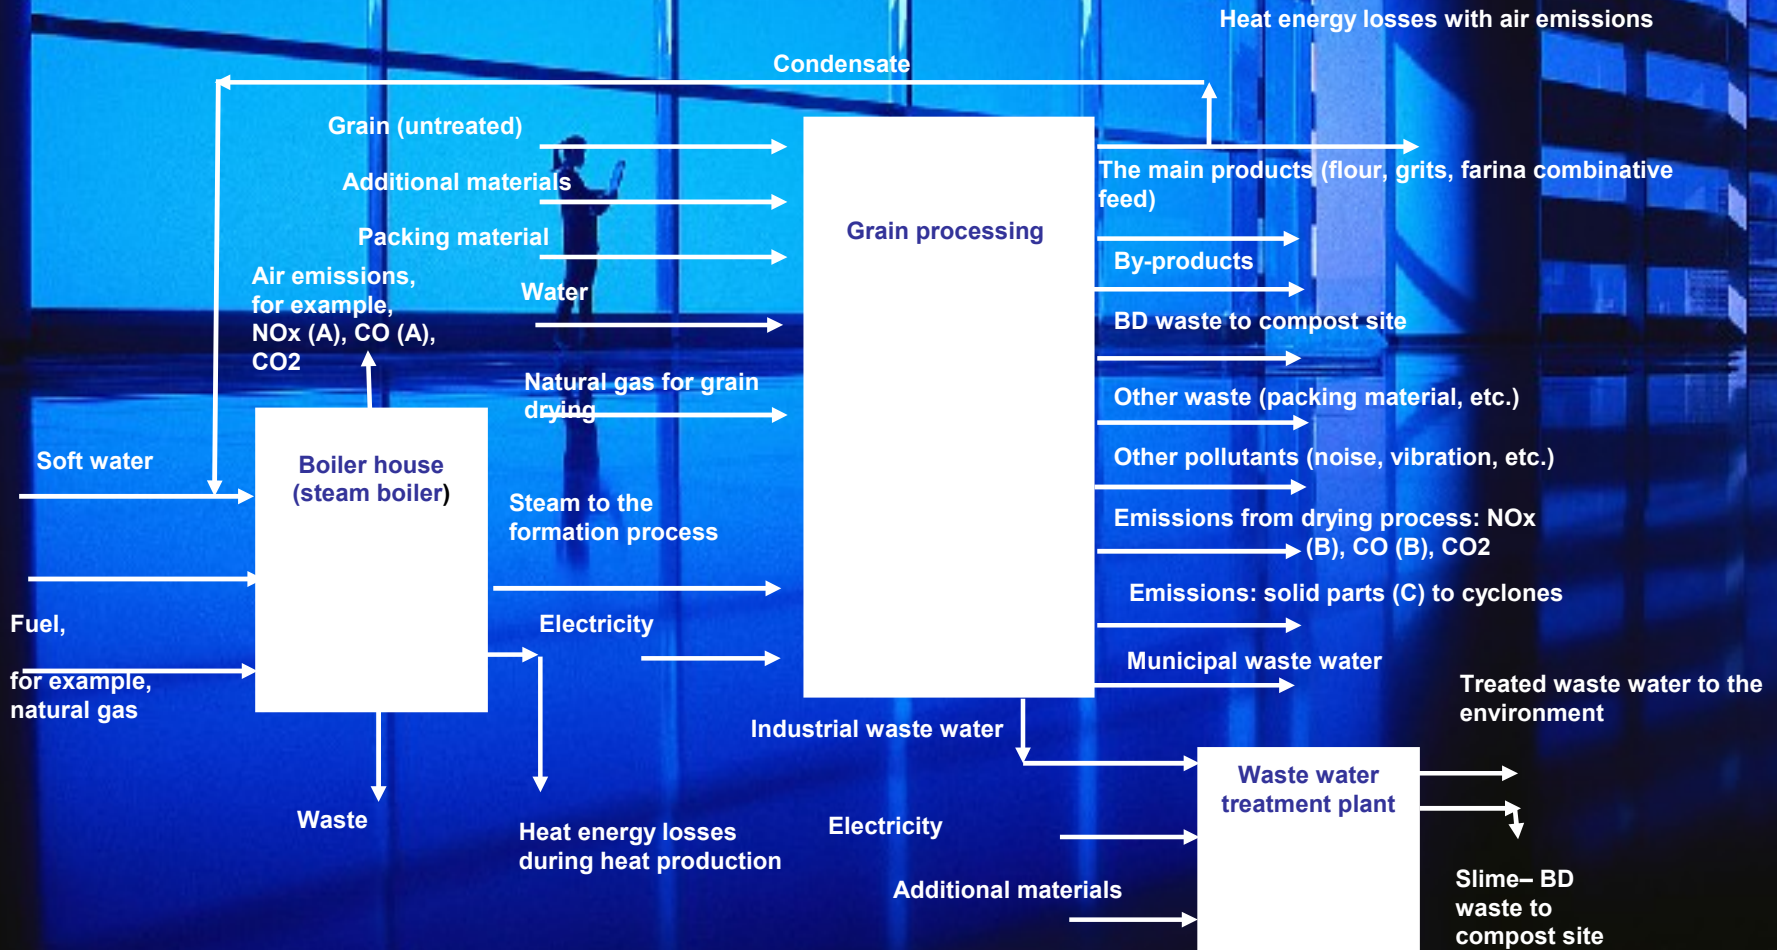 Heat energy losses with air emissions
Condensate
Grain (untreated)
Additional materials
Packing material
Air emissions,
for example,
NOx (A), CO (A),
CO2
Water
Natural gas for grain
drying
Grain processing
The main products (flour, grits, farina combinative
feed)
By-products
BD waste to compost site
Other waste (packing material, etc.)
Other pollutants (noise, vibration, etc.)
Emissions from drying process: NOx
(B), CO (B), CO2
Emissions: solid parts (C) to cyclones
Municipal waste water
Soft water
Boiler house
(steam boiler)
Steam to the
formation process
Fuel,
for example,
natural gas
Electricity
Waste
Heat energy losses
during heat production
Industrial waste water
Treated waste water to the
environment
Waste water
treatment plant
Electricity
Additional materials
Slime– BD
waste to
compost site